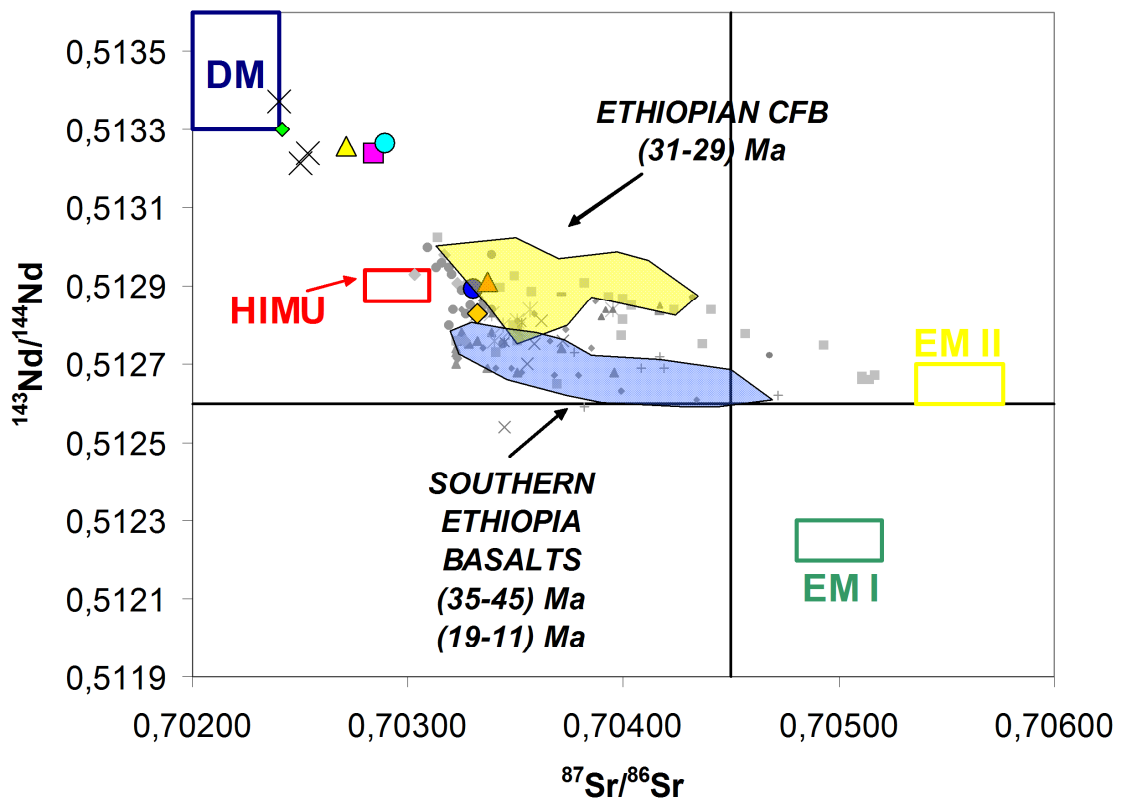 0,5135
DM
0,5133
ETHIOPIAN CFB
(31-29) Ma
0,5131
0,5129
HIMU
0,5127
EM II
0,5125
SOUTHERN
ETHIOPIA
BASALTS
(35-45) Ma
(19-11) Ma
0,5123
EM I
0,5121
0,5119
¹⁴³Nd/¹⁴⁴Nd
0,70200 0,70300 0,70400 0,70500 0,70600
⁸⁷Sr/⁸⁶Sr